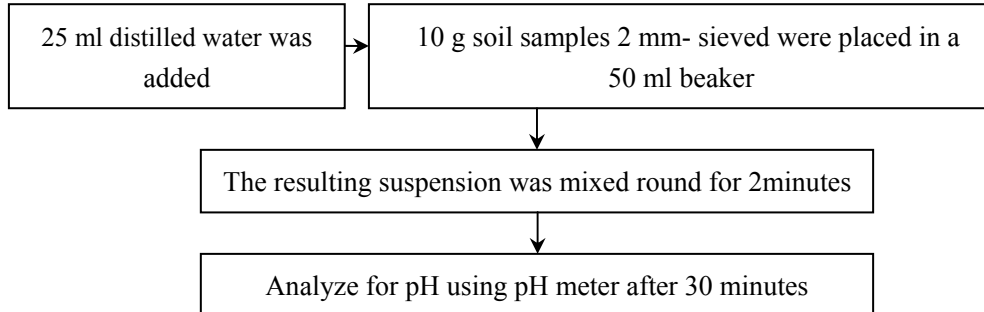 25 ml distilled water was
added
10 g soil samples 2 mm- sieved were placed in a
50 ml beaker
The resulting suspension was mixed round for 2minutes
Analyze for pH using pH meter after 30 minutes